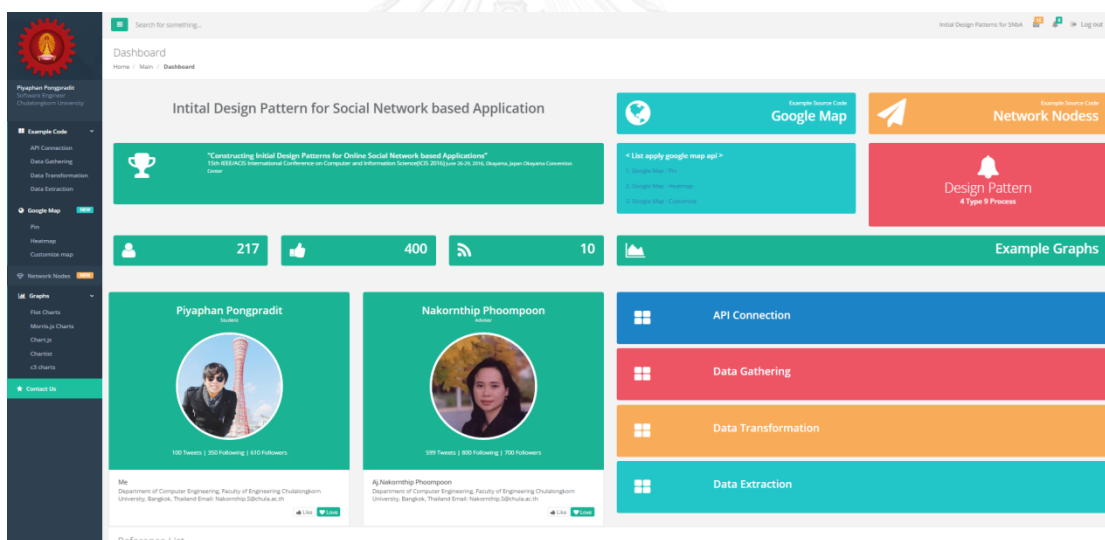 Search for something...
Initial Design Patterns for SNbA
Log out
Piyaphan Pongpradit
Software Engineer
Chulalongkorn University
Example Code
API Connection
Data Gathering
Data Transformation
Data Extraction
Google Map NEW
Pin
Heatmap
Customize map
Network Nodes
Graphs
Flot Charts
Morris.js Charts
Chart.js
Chartist
c3 charts
Contact Us
Dashboard
Home / Main / Dashboard
Intital Design Pattern for Social Network based Application
"Constructing Initial Design Patterns for Online Social Network based Applications"
15th IEEE/ACIS International Conference on Computer and Information Science(ICIS 2016) June 26-29, 2016, Okayama, Japan Okayama Convention
Center
Example Source Code
Google Map
Example Source Code
Network Nodess
< List apply google map api >
1. Google Map : Pin
2. Google Map : Heatmap
3. Google Map : Customize
Design Pattern
4 Type 9 Process
217
400
10
Example Graphs
Piyaphan Pongpradit
Student
100 Tweets | 350 Following | 610 Followers
Me
Department of Computer Engineering, Faculty of Engineering Chulalongkorn
University, Bangkok, Thailand Email: Nakornthip.S@chula.ac.th
Like Love
Nakornthip Phoompoon
Advisor
599 Tweets | 800 Following | 700 Followers
Aj.Nakornthip Phoompoon
Department of Computer Engineering, Faculty of Engineering Chulalongkorn
University, Bangkok, Thailand Email: Nakornthip.S@chula.ac.th
Like Love
API Connection
Data Gathering
Data Transformation
Data Extraction
Reference List